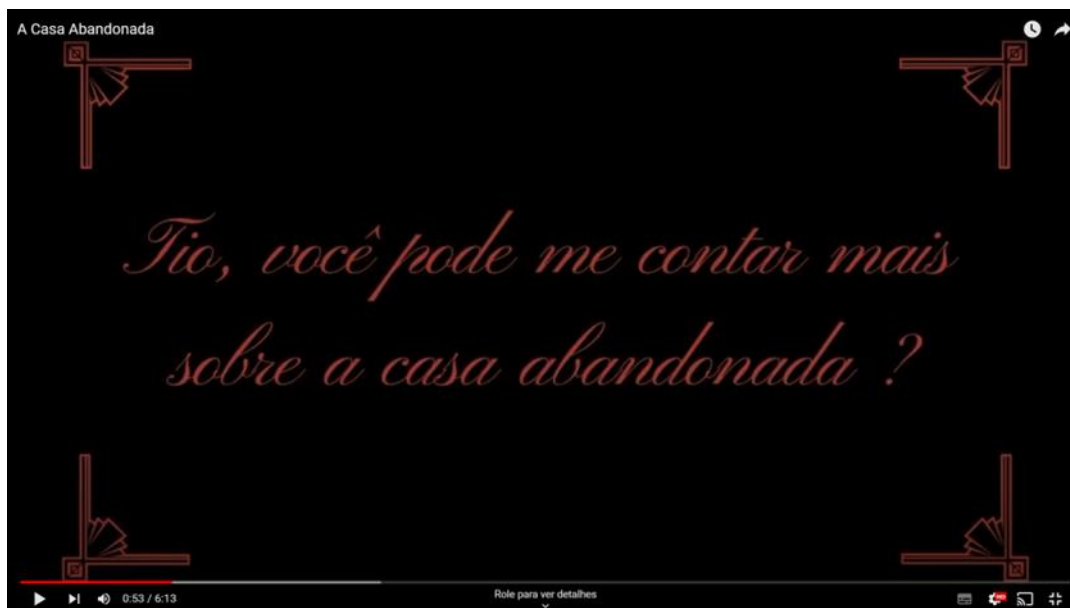 A Casa Abandonada
Tio, você pode me contar mais
sobre a casa abandonada ?
0:53 / 6:13
Role para ver detalhes